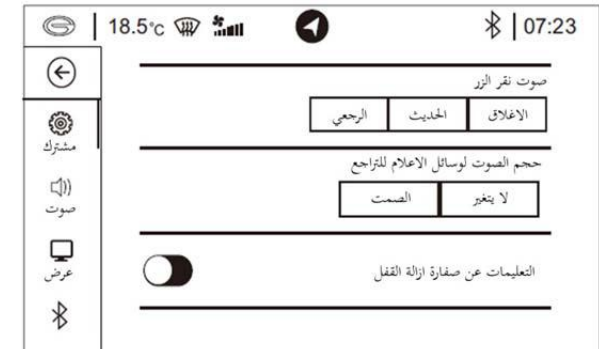 18.5°c
07:23
صوت نقر الزر
الاغلاق
الحديث
الرجعي
مشترك
حجم الصوت لوسائل الاعلام للتراجع
لا يتغير
الصمت
صوت
التعليمات عن صفارة ازالة القفل
عرض